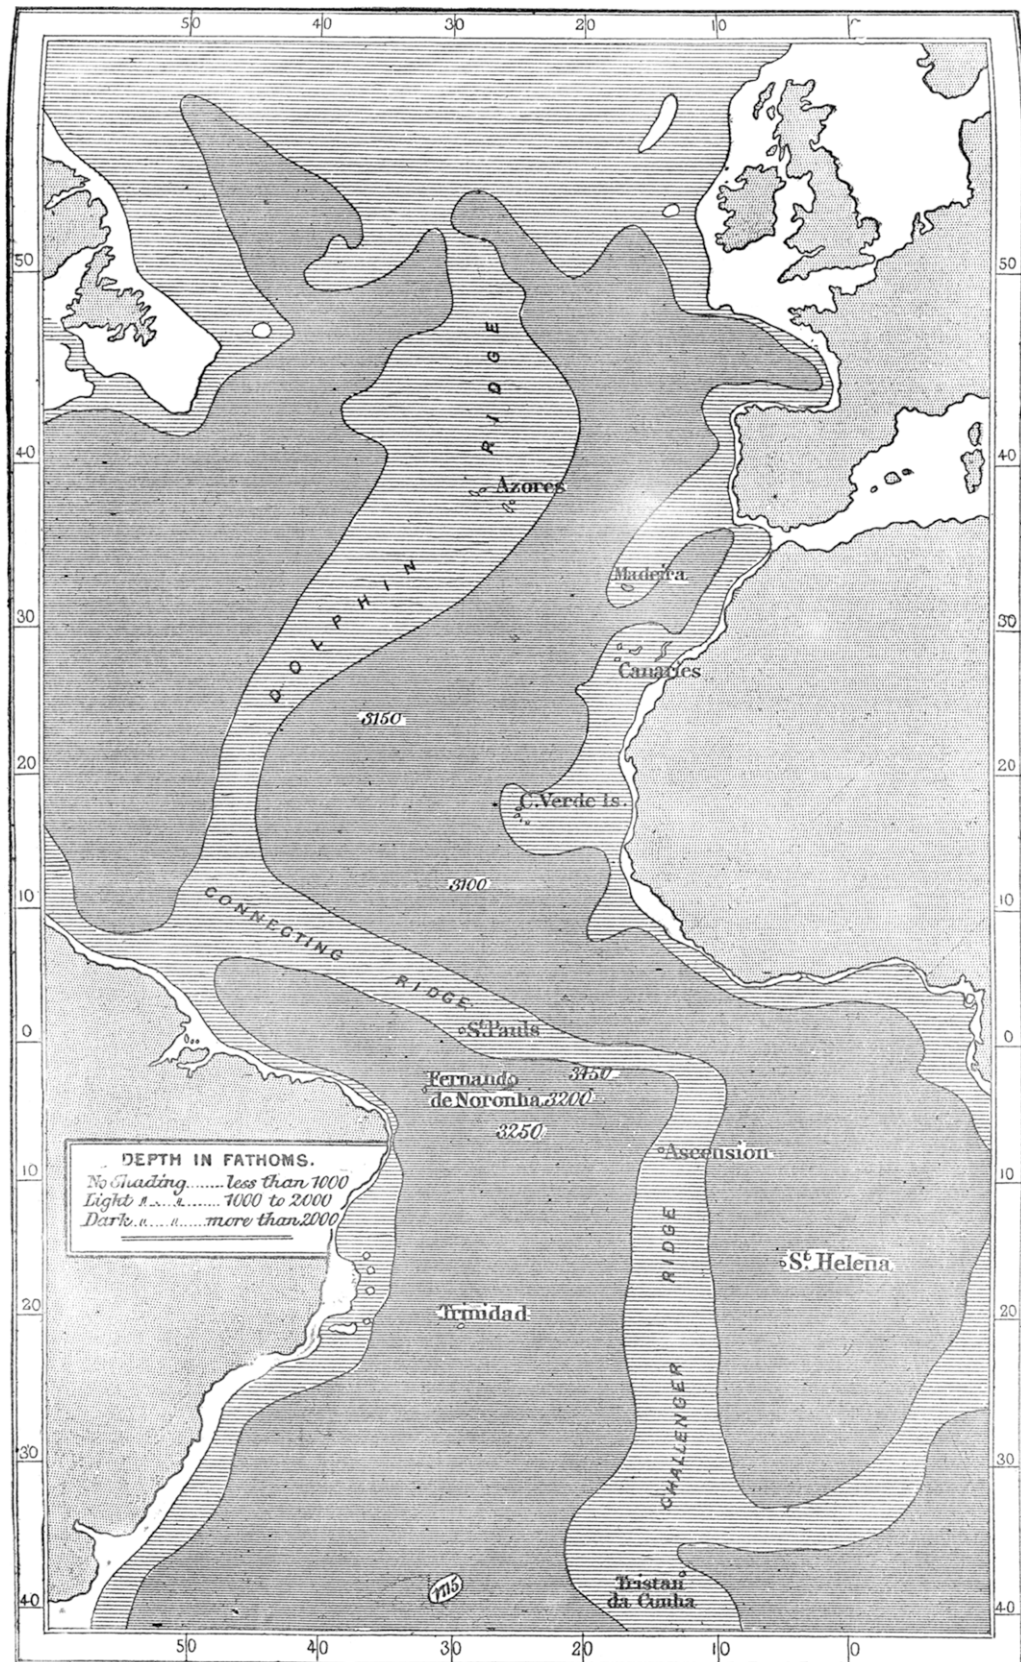 50 40 30 20 10 0
50 50
RIDGE
40 40
Azores
DOLPHIN
Madeira
30 30
Canaries
3150
20 20
C. Verde Is.
3100
10 10
CONNECTING RIDGE
St. Pauls
0 0
3450
Fernando
de Noronha 3200
3250
Ascension
DEPTH IN FATHOMS.
No Shading........less than 1000
Light " ... " ....... 1000 to 2000
Dark .. " .. " ...... more than 2000
10 10
RIDGE
St. Helena
Trinidad
20 20
CHALLENGER
30 30
1715
Tristan
da Cunha
40 40
50 40 30 20 10 0